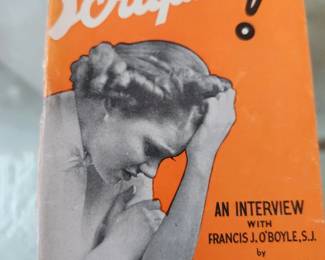 AN INTERVIEW
WITH
FRANCIS J. O'BOYLE, S.J.
by